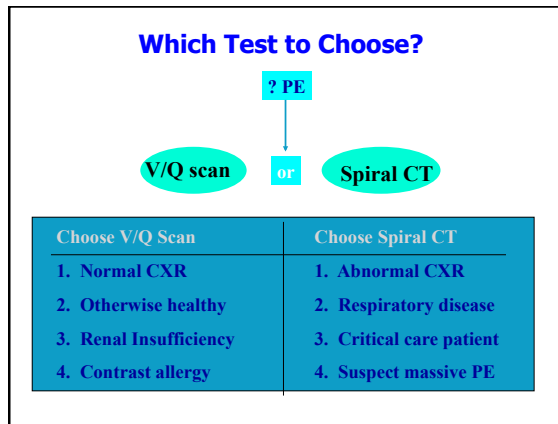 Which Test to Choose?
? PE
V/Q scan
or
Spiral CT
Choose V/Q Scan
1. Normal CXR
2. Otherwise healthy
3. Renal Insufficiency
4. Contrast allergy
Choose Spiral CT
1. Abnormal CXR
2. Respiratory disease
3. Critical care patient
4. Suspect massive PE